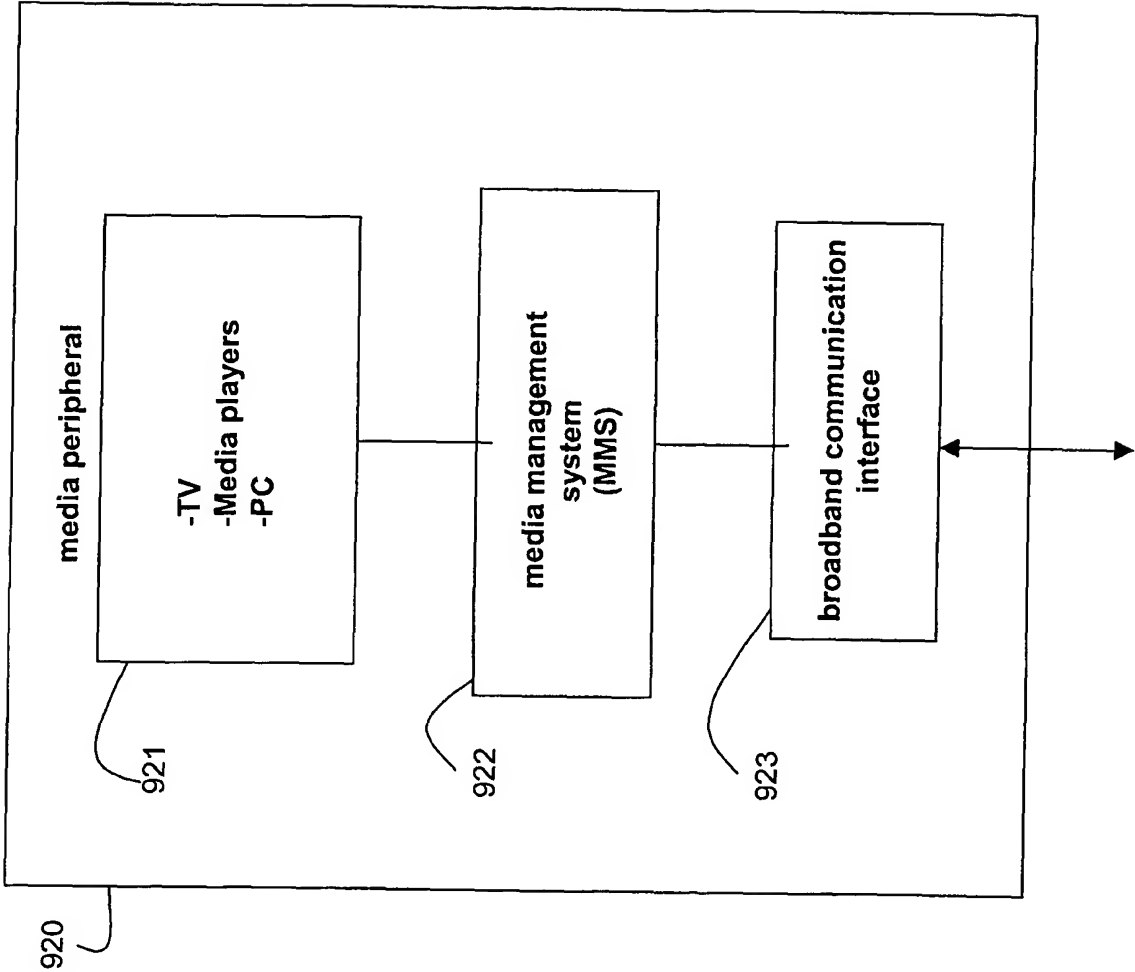 media peripheral
-TV
-Media players
-PC
media management
system
(MMS)
broadband communication
interface
920
921
922
923